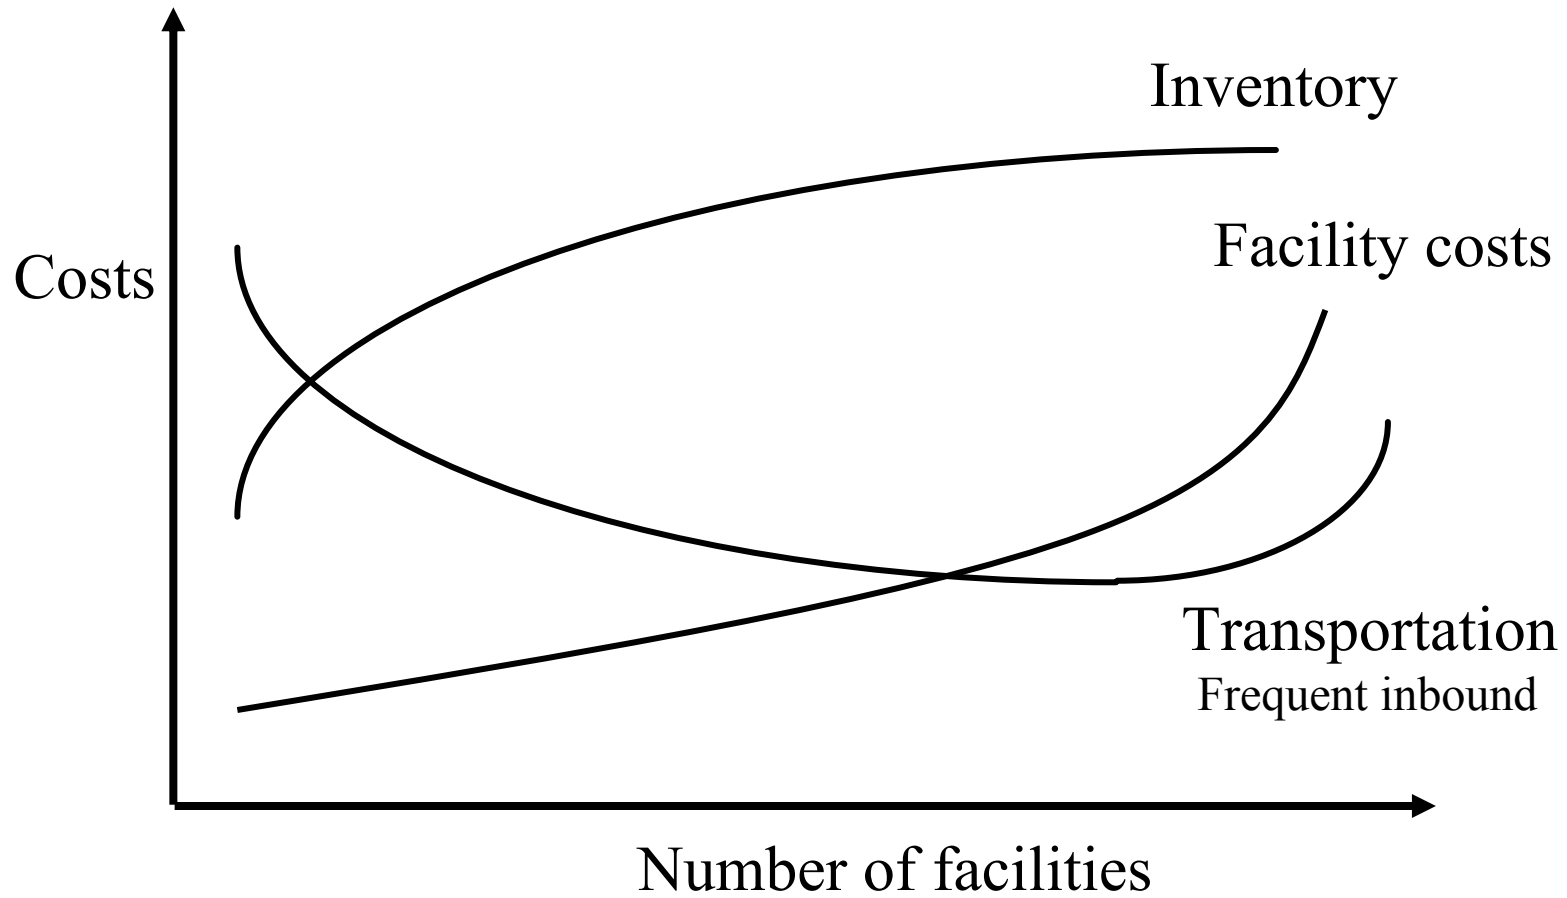 Inventory
Facility costs
Costs
Transportation
Frequent inbound
Number of facilities